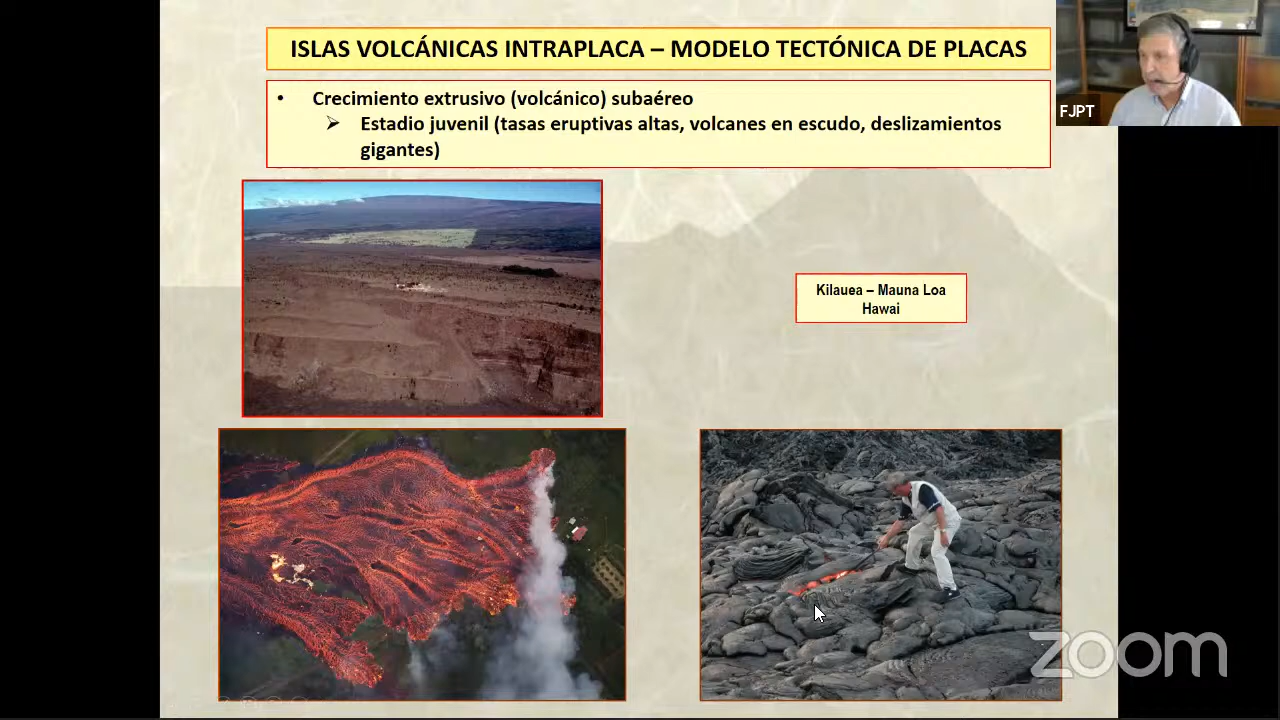 ISLAS VOLCÁNICAS INTRAPLACA – MODELO TECTÓNICA DE PLACAS
• Crecimiento extrusivo (volcánico) subaéreo
➢ Estadio juvenil (tasas eruptivas altas, volcanes en escudo, deslizamientos
gigantes)
FJPT
Kilauea – Mauna Loa
Hawai
zoom